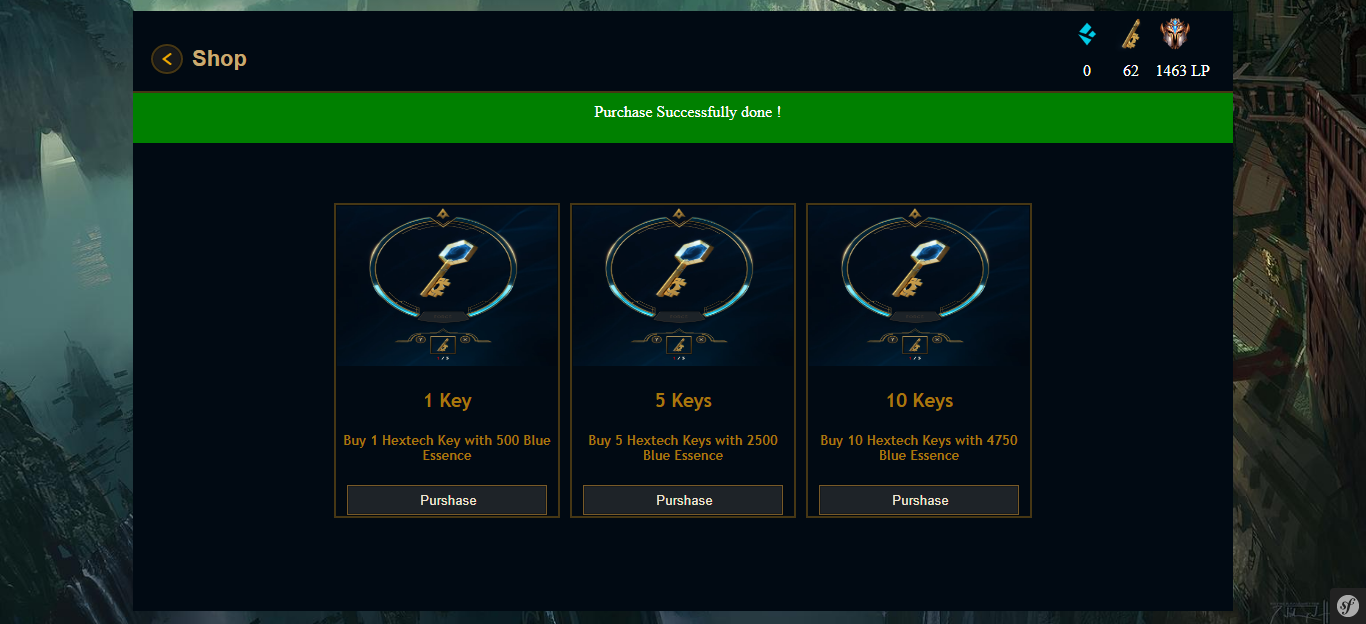 Shop
0
62
1463 LP
Purchase Successfully done !
1 Key
Buy 1 Hextech Key with 500 Blue
Essence
Purshase
5 Keys
Buy 5 Hextech Keys with 2500
Blue Essence
Purshase
10 Keys
Buy 10 Hextech Keys with 4750
Blue Essence
Purshase
sf